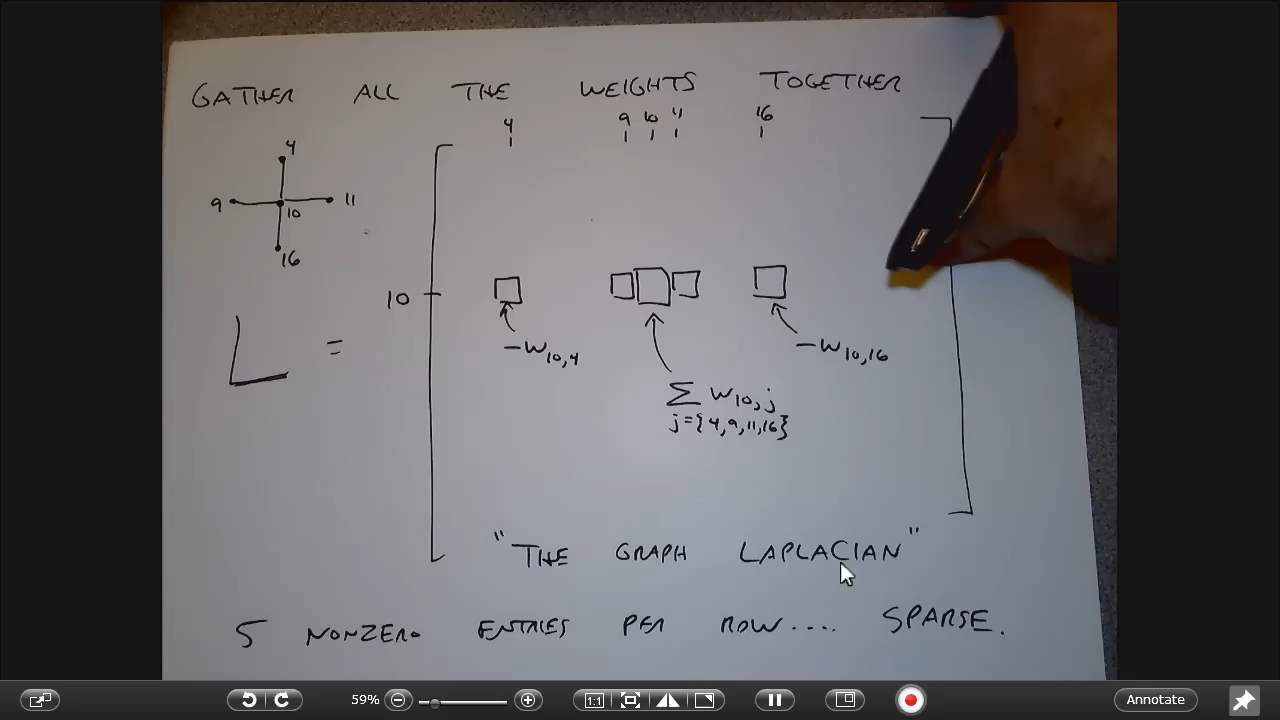 GATHER ALL THE WEIGHTS TOGETHER
4 9 10 11 16
4
9 10 11
16
10
L =
-W10,4
-W10,16
Σ W10,j
j={4,9,11,16}
"THE GRAPH LAPLACIAN"
5 NONZERO ENTRIES PER ROW.... SPARSE.
59% 1:1 Annotate